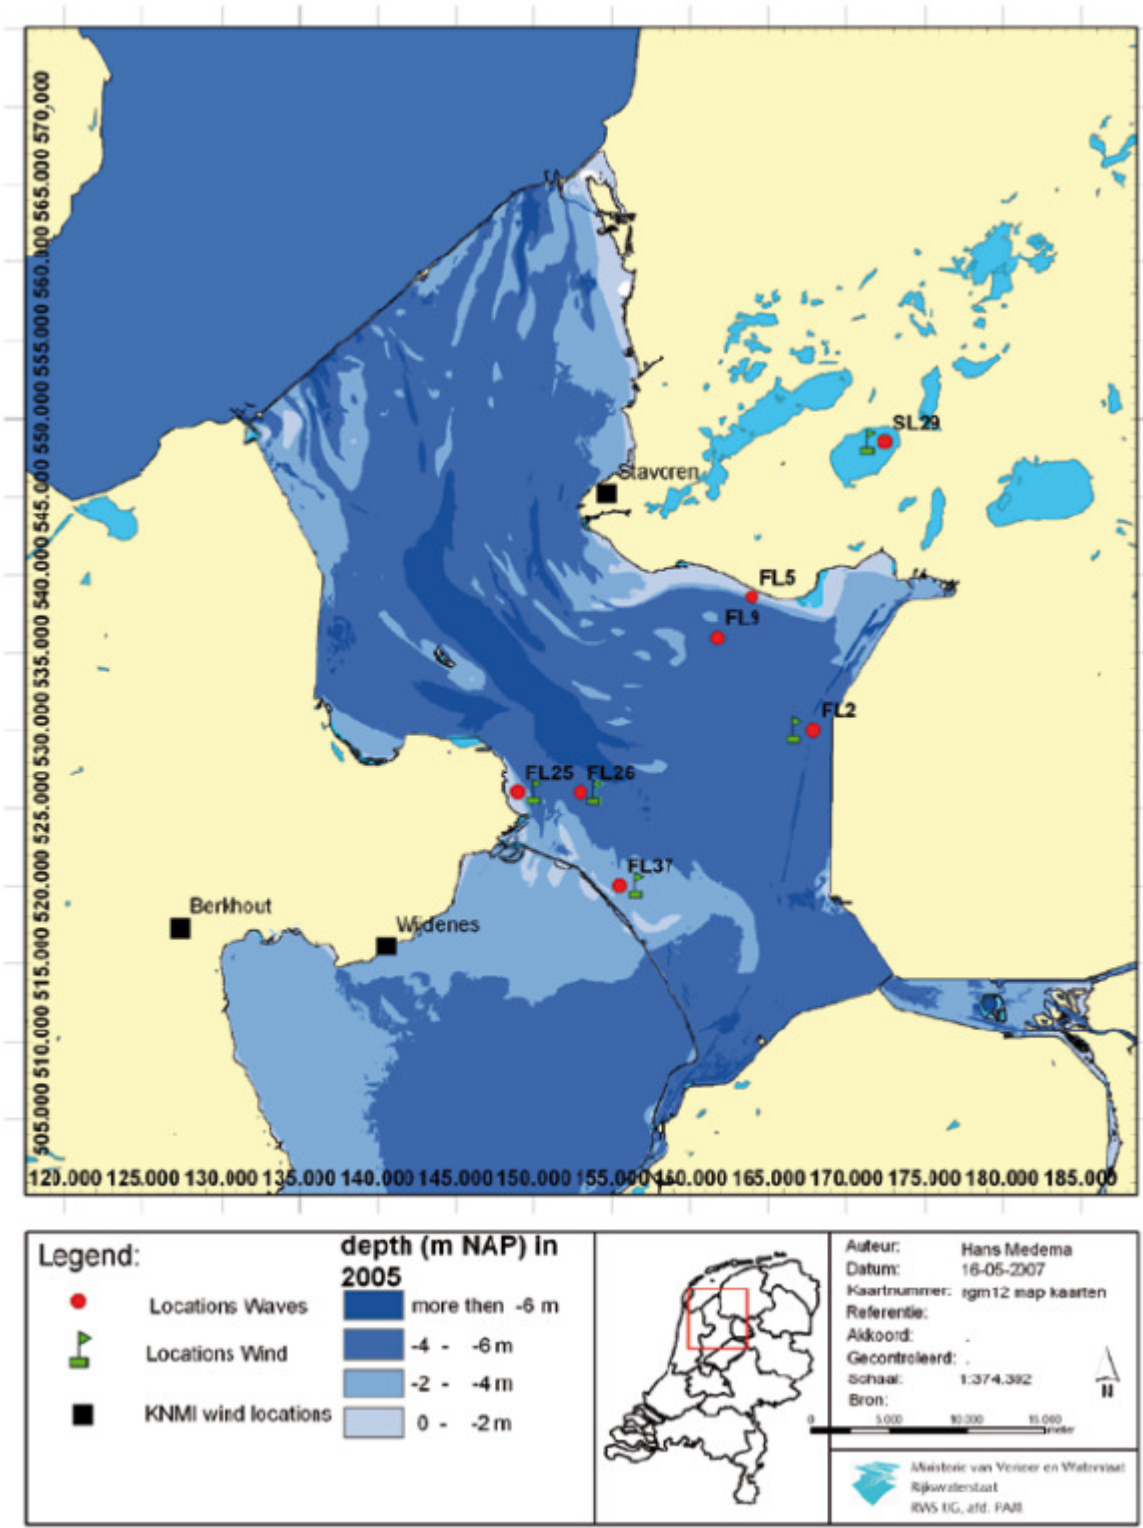 570,000
565.000
560.000
555.000
550.000
545.000
540.000
535.000
530.000
525.000
520.000
515.000
510.000
505.000
SL29
Stavoren
FL5
FL9
FL2
FL25
FL26
FL37
Berkhout
Wijdenes
120.000 125.000 130.000 135.000 140.000 145.000 150.000 155.000 160.000 165.000 170.000 175.000 180.000 185.000
Legend:
Locations Waves
Locations Wind
KNMI wind locations
depth (m NAP) in
2005
more then -6 m
-4 - -6 m
-2 - -4 m
0 - -2 m
Auteur: Hans Medema
Datum: 16-05-2007
Kaartnummer: rgm12 map kaarten
Referentie:
Akkoord: .
Gecontroleerd: .
Schaal: 1:374.302
Bron:
N
0 5.000 10.000 15.000
meter
Ministerie van Verkeer en Waterstaat
Rijkswaterstaat